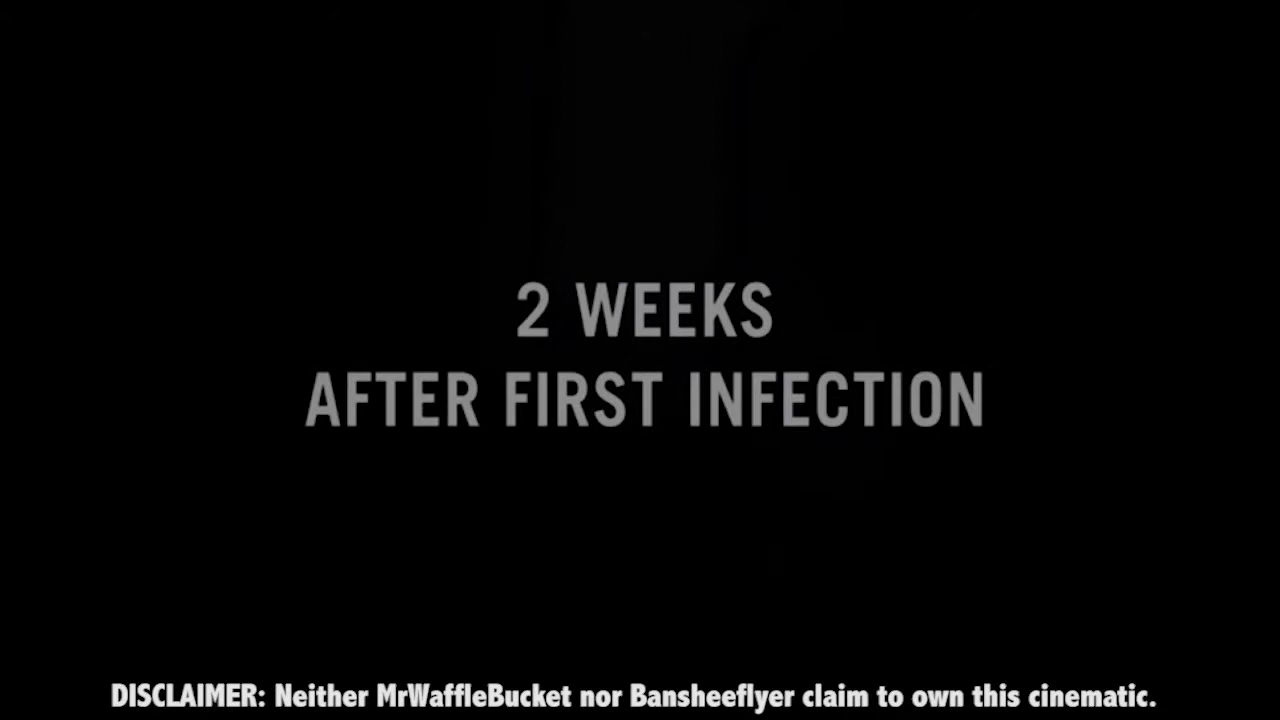 2 WEEKS
AFTER FIRST INFECTION
DISCLAIMER: Neither MrWaffleBucket nor Bansheeflyer claim to own this cinematic.